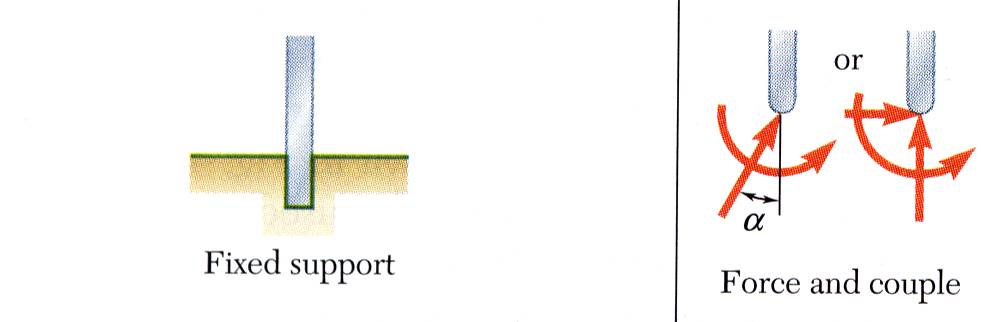 or
α
Fixed support
Force and couple